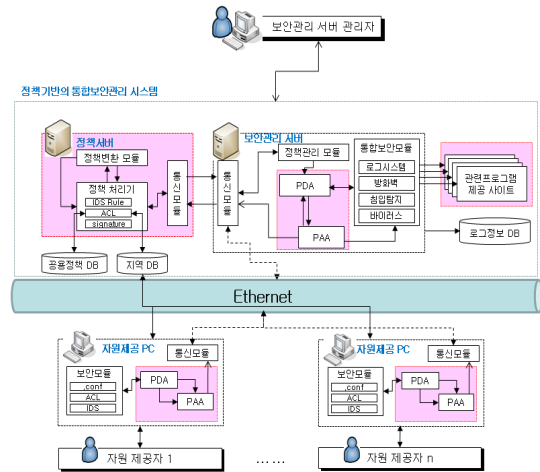 보안관리 서버 관리자
정책기반의 통합보안관리 시스템
정책서버
정책변환 모듈
정책 처리기
IDS Rule
ACL
signature
통신모듈
공용정책 DB
지역 DB
보안관리 서버
통신모듈
정책관리 모듈
PDA
PAA
통합보안모듈
로그시스템
방화벽
침입탐지
바이러스
관련프로그램
제공 사이트
로그정보 DB
Ethernet
자원제공 PC
통신모듈
보안모듈
.conf
ACL
IDS
PDA
PAA
자원 제공자 1
……
자원제공 PC
통신모듈
보안모듈
.conf
ACL
IDS
PDA
PAA
자원 제공자 n